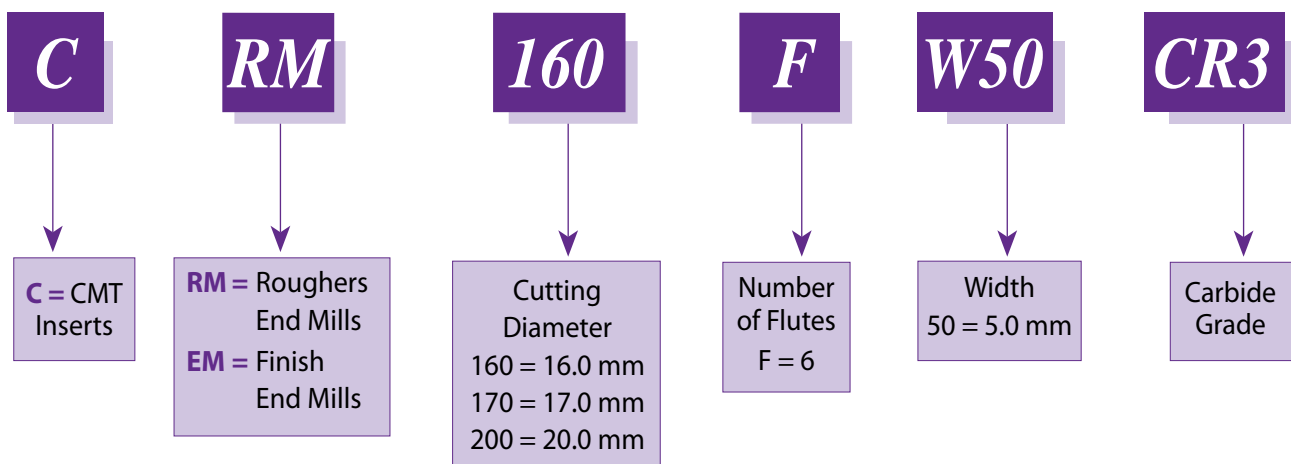 C RM 160 F W50 CR3
C = CMT
Inserts
RM = Roughers
End Mills
EM = Finish
End Mills
Cutting
Diameter
160 = 16.0 mm
170 = 17.0 mm
200 = 20.0 mm
Number
of Flutes
F = 6
Width
50 = 5.0 mm
Carbide
Grade